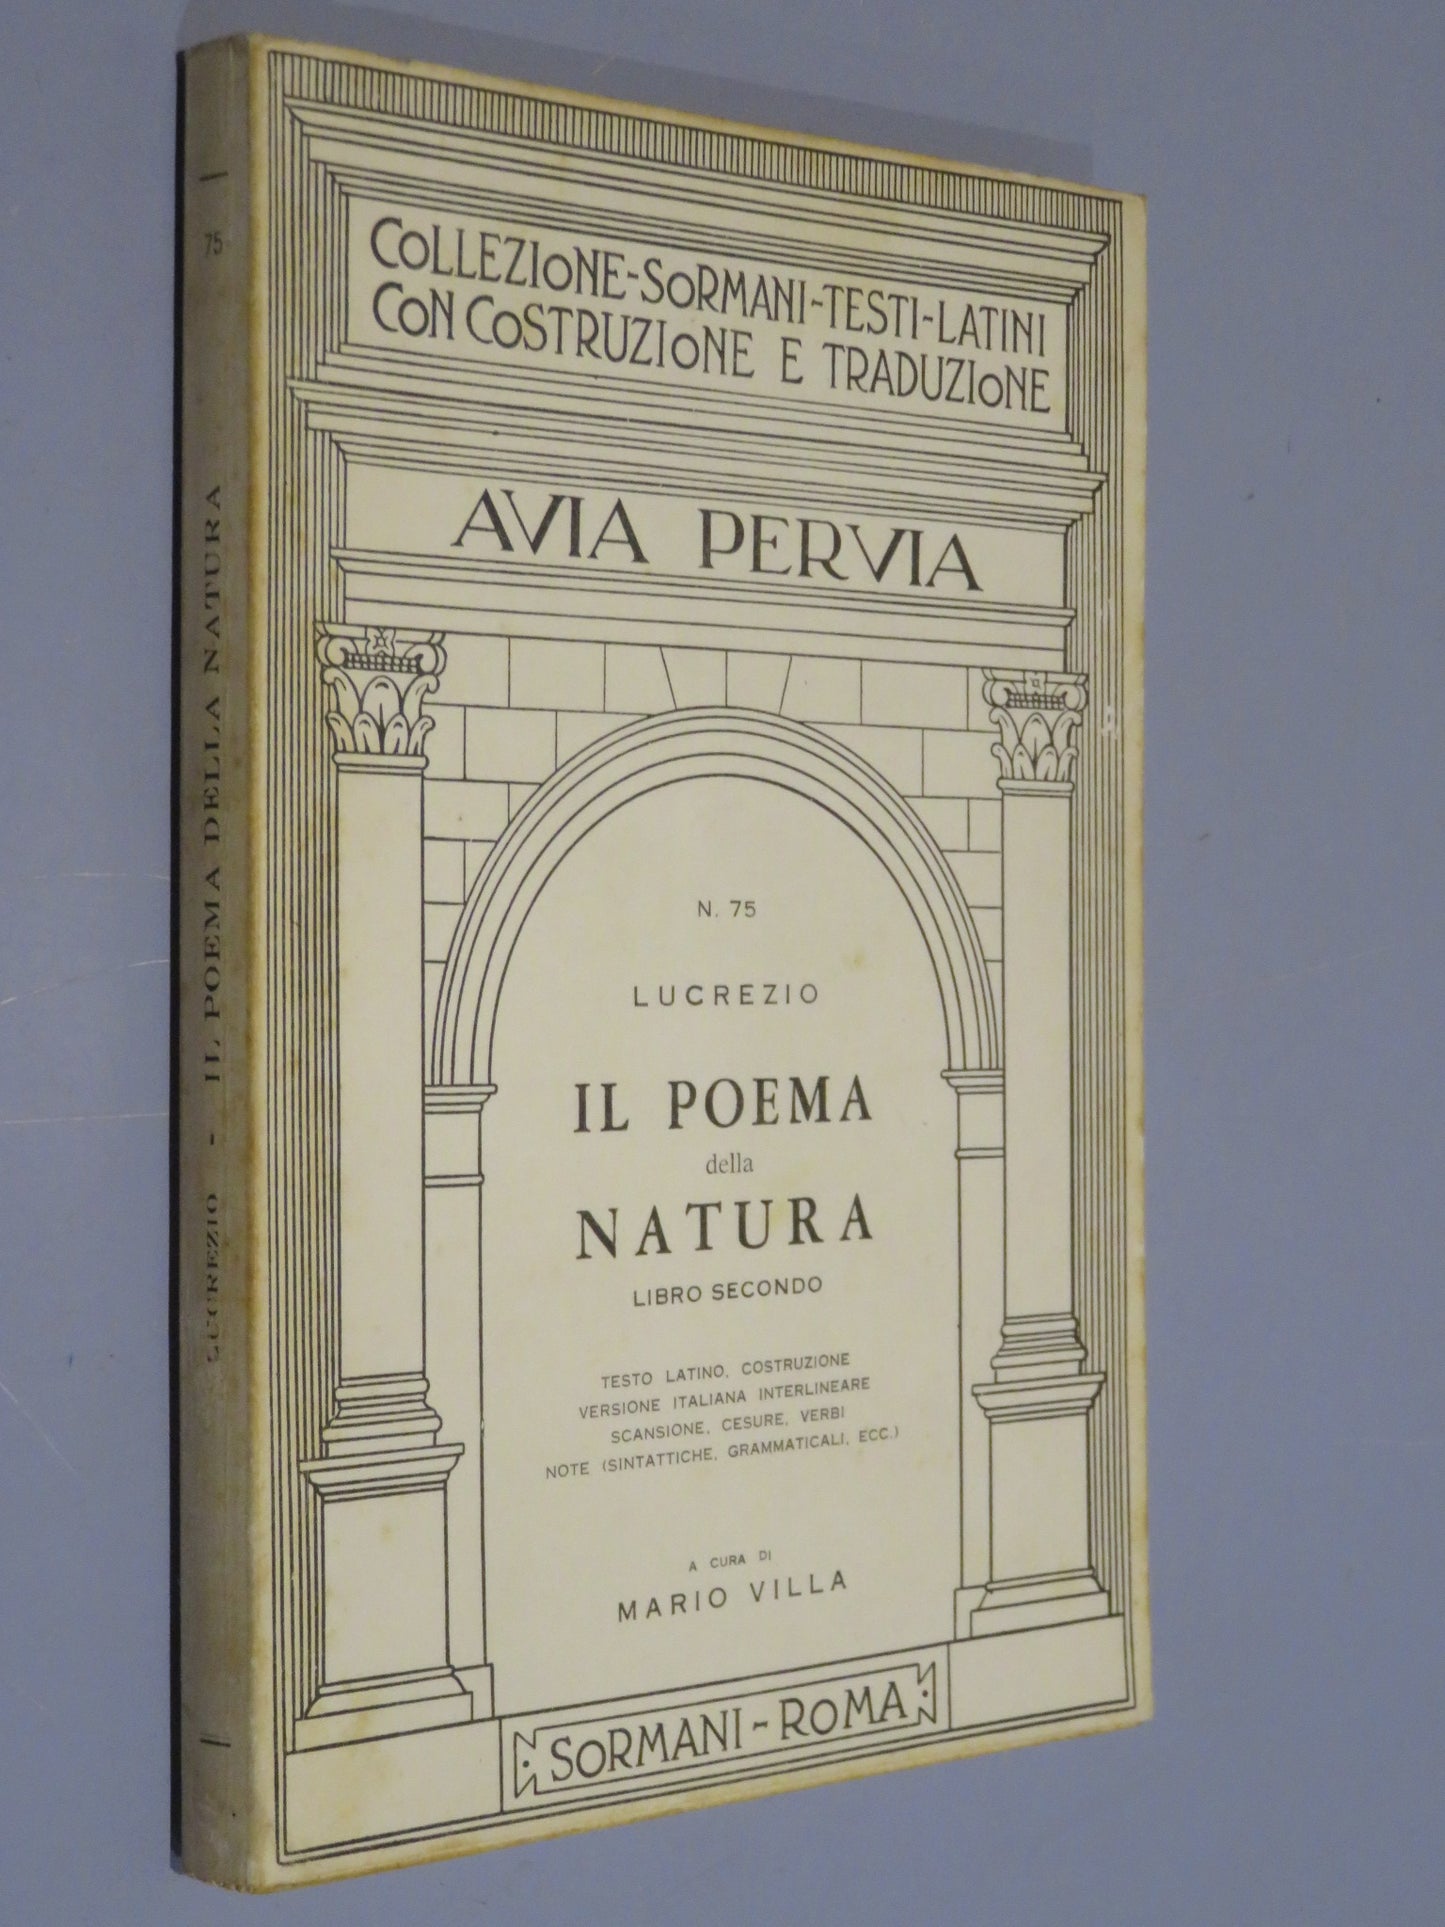 COLLEZIONE-SORMANI-TESTI-LATINI
CON COSTRUZIONE E TRADUZIONE
AVIA PERVIA
N. 75
LUCREZIO
IL POEMA
della
NATURA
LIBRO SECONDO
TESTO LATINO, COSTRUZIONE
VERSIONE ITALIANA INTERLINEARE
SCANSIONE, CESURE, VERBI
NOTE (SINTATTICHE, GRAMMATICALI, ECC.)
A CURA DI
MARIO VILLA
SORMANI-ROMA
75
LUCREZIO - IL POEMA DELLA NATURA